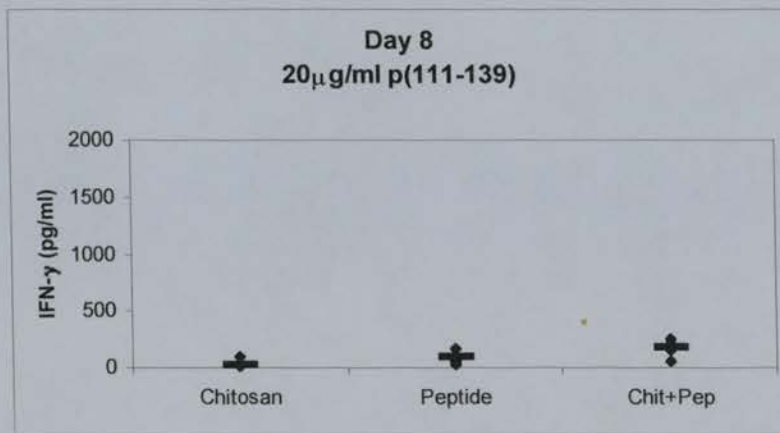 Day 8
20μg/ml p(111-139)
IFN-γ (pg/ml)
2000
1500
1000
500
0
Chitosan Peptide Chit+Pep